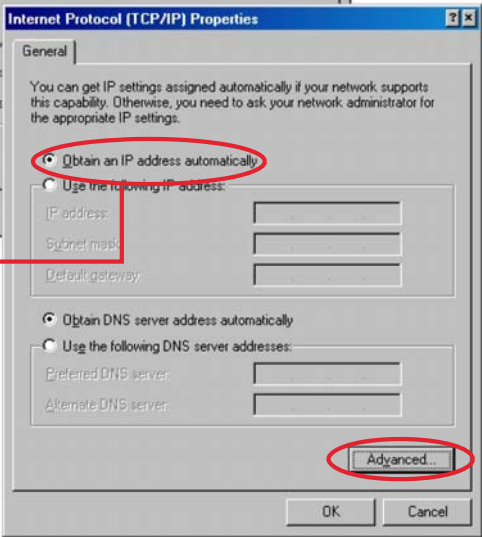 Internet Protocol (TCP/IP) Properties
General
You can get IP settings assigned automatically if your network supports
this capability. Otherwise, you need to ask your network administrator for
the appropriate IP settings.
Obtain an IP address automatically
Use the following IP address:
IP address:
Subnet mask:
Default gateway:
Obtain DNS server address automatically
Use the following DNS server addresses:
Preferred DNS server:
Alternate DNS server:
Advanced...
OK
Cancel